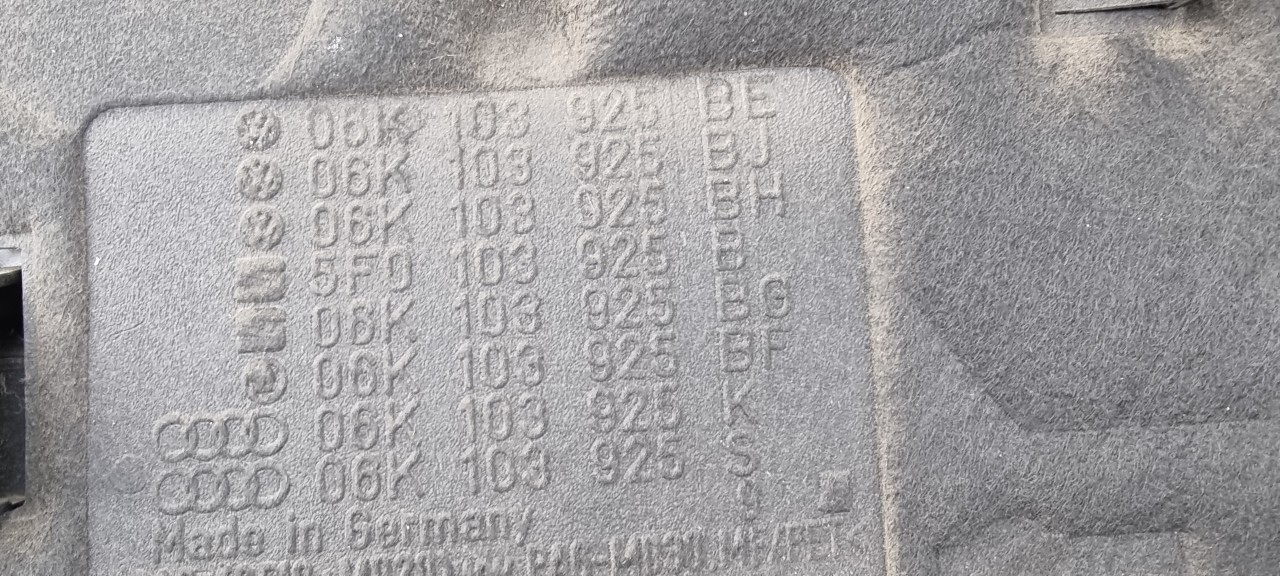 06K 103 925 BE
06K 103 925 BJ
06K 103 925 BH
5F0 103 925 B
06K 103 925 BG
06K 103 925 BF
06K 103 925 K
06K 103 925 S
Made in Germany